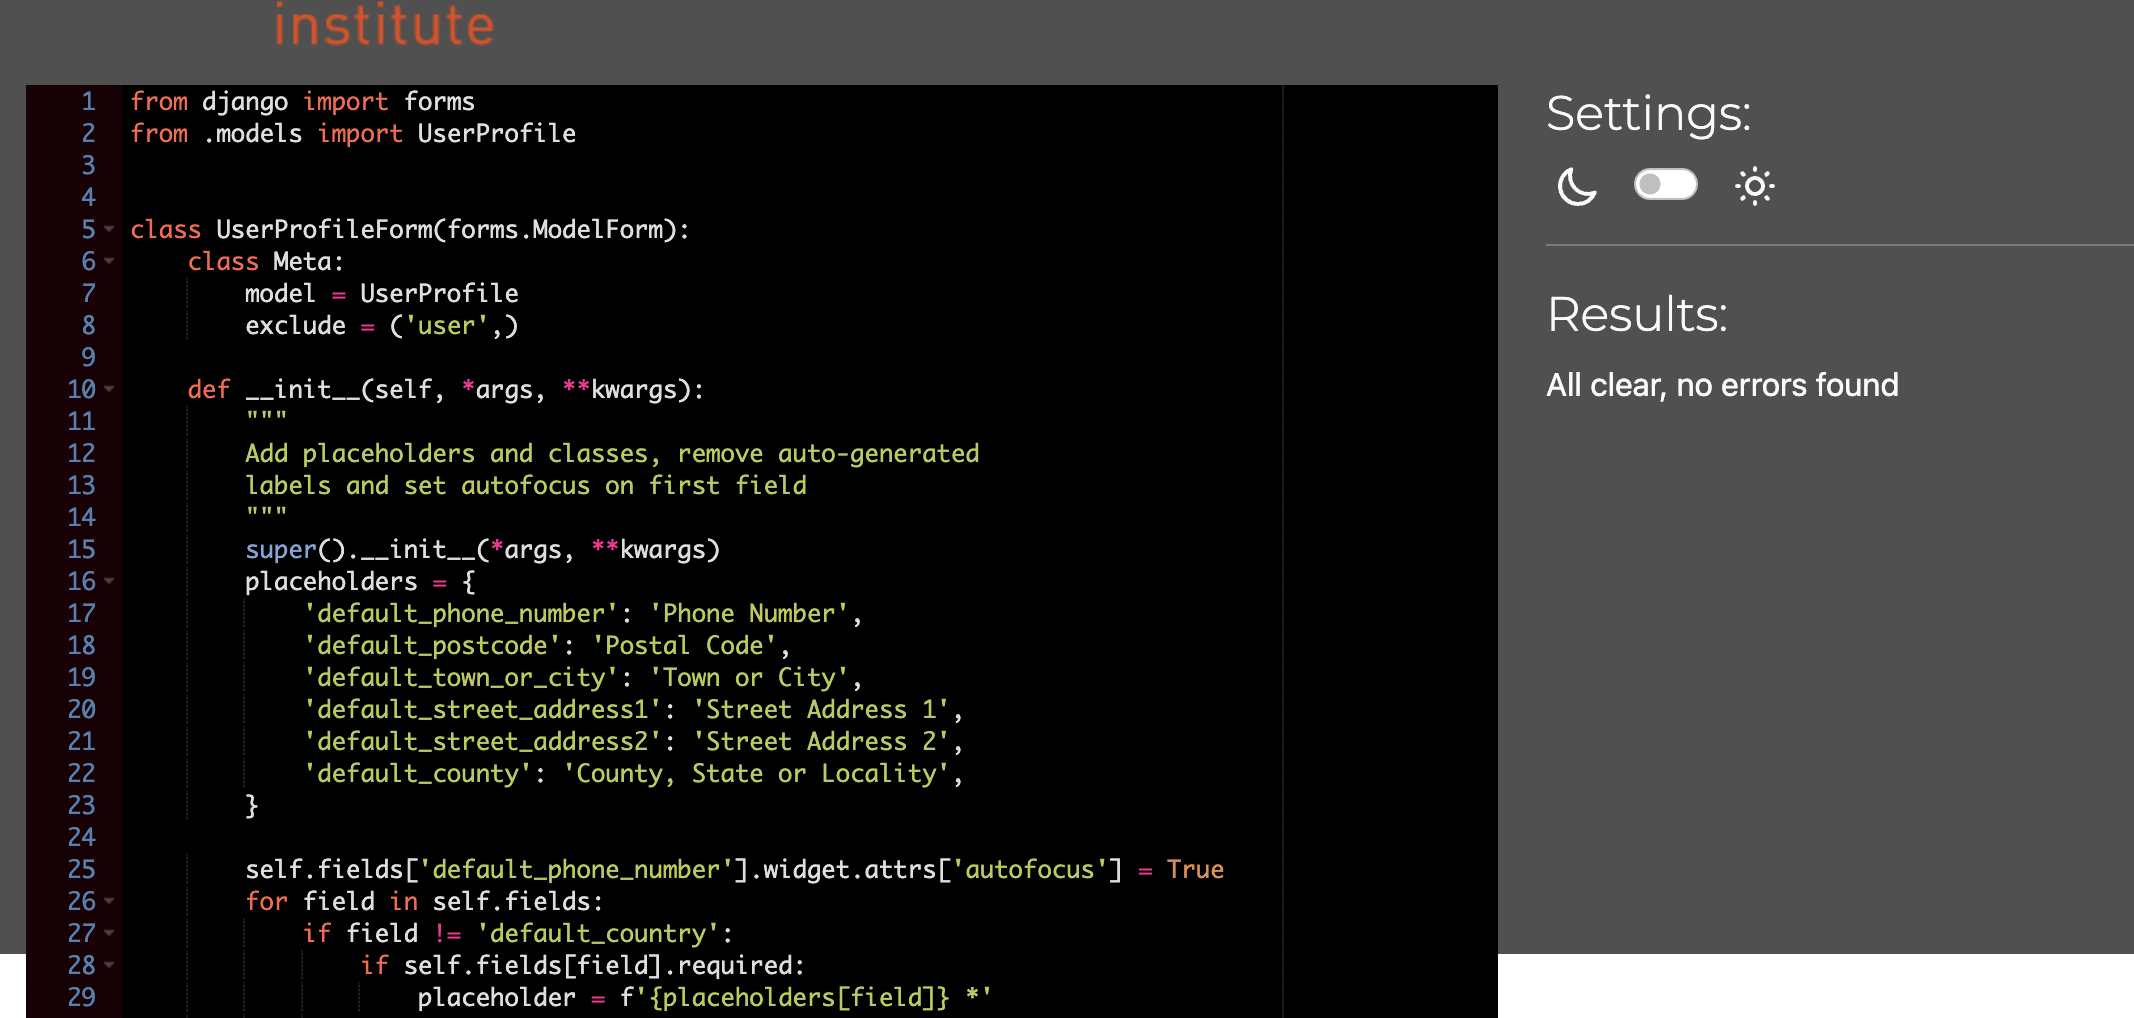 institute
1 from django import forms
2 from .models import UserProfile
3
4
5 class UserProfileForm(forms.ModelForm):
6     class Meta:
7         model = UserProfile
8         exclude = ('user',)
9
10     def __init__(self, *args, **kwargs):
11         """
12         Add placeholders and classes, remove auto-generated
13         labels and set autofocus on first field
14         """
15         super().__init__(*args, **kwargs)
16         placeholders = {
17             'default_phone_number': 'Phone Number',
18             'default_postcode': 'Postal Code',
19             'default_town_or_city': 'Town or City',
20             'default_street_address1': 'Street Address 1',
21             'default_street_address2': 'Street Address 2',
22             'default_county': 'County, State or Locality',
23         }
24
25         self.fields['default_phone_number'].widget.attrs['autofocus'] = True
26         for field in self.fields:
27             if field != 'default_country':
28                 if self.fields[field].required:
29                     placeholder = f'{placeholders[field]} *'
Settings:
Results:
All clear, no errors found